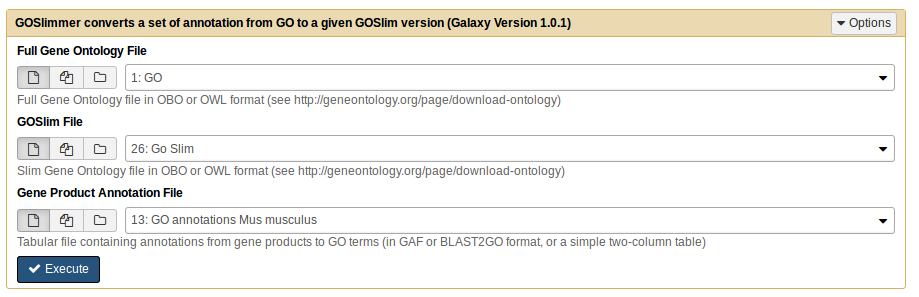 GOSlimmer converts a set of annotation from GO to a given GOSlim version (Galaxy Version 1.0.1)
Options
Full Gene Ontology File
1: GO
Full Gene Ontology file in OBO or OWL format (see http://geneontology.org/page/download-ontology)
GOSlim File
26: Go Slim
Slim Gene Ontology file in OBO or OWL format (see http://geneontology.org/page/download-ontology)
Gene Product Annotation File
13: GO annotations Mus musculus
Tabular file containing annotations from gene products to GO terms (in GAF or BLAST2GO format, or a simple two-column table)
Execute